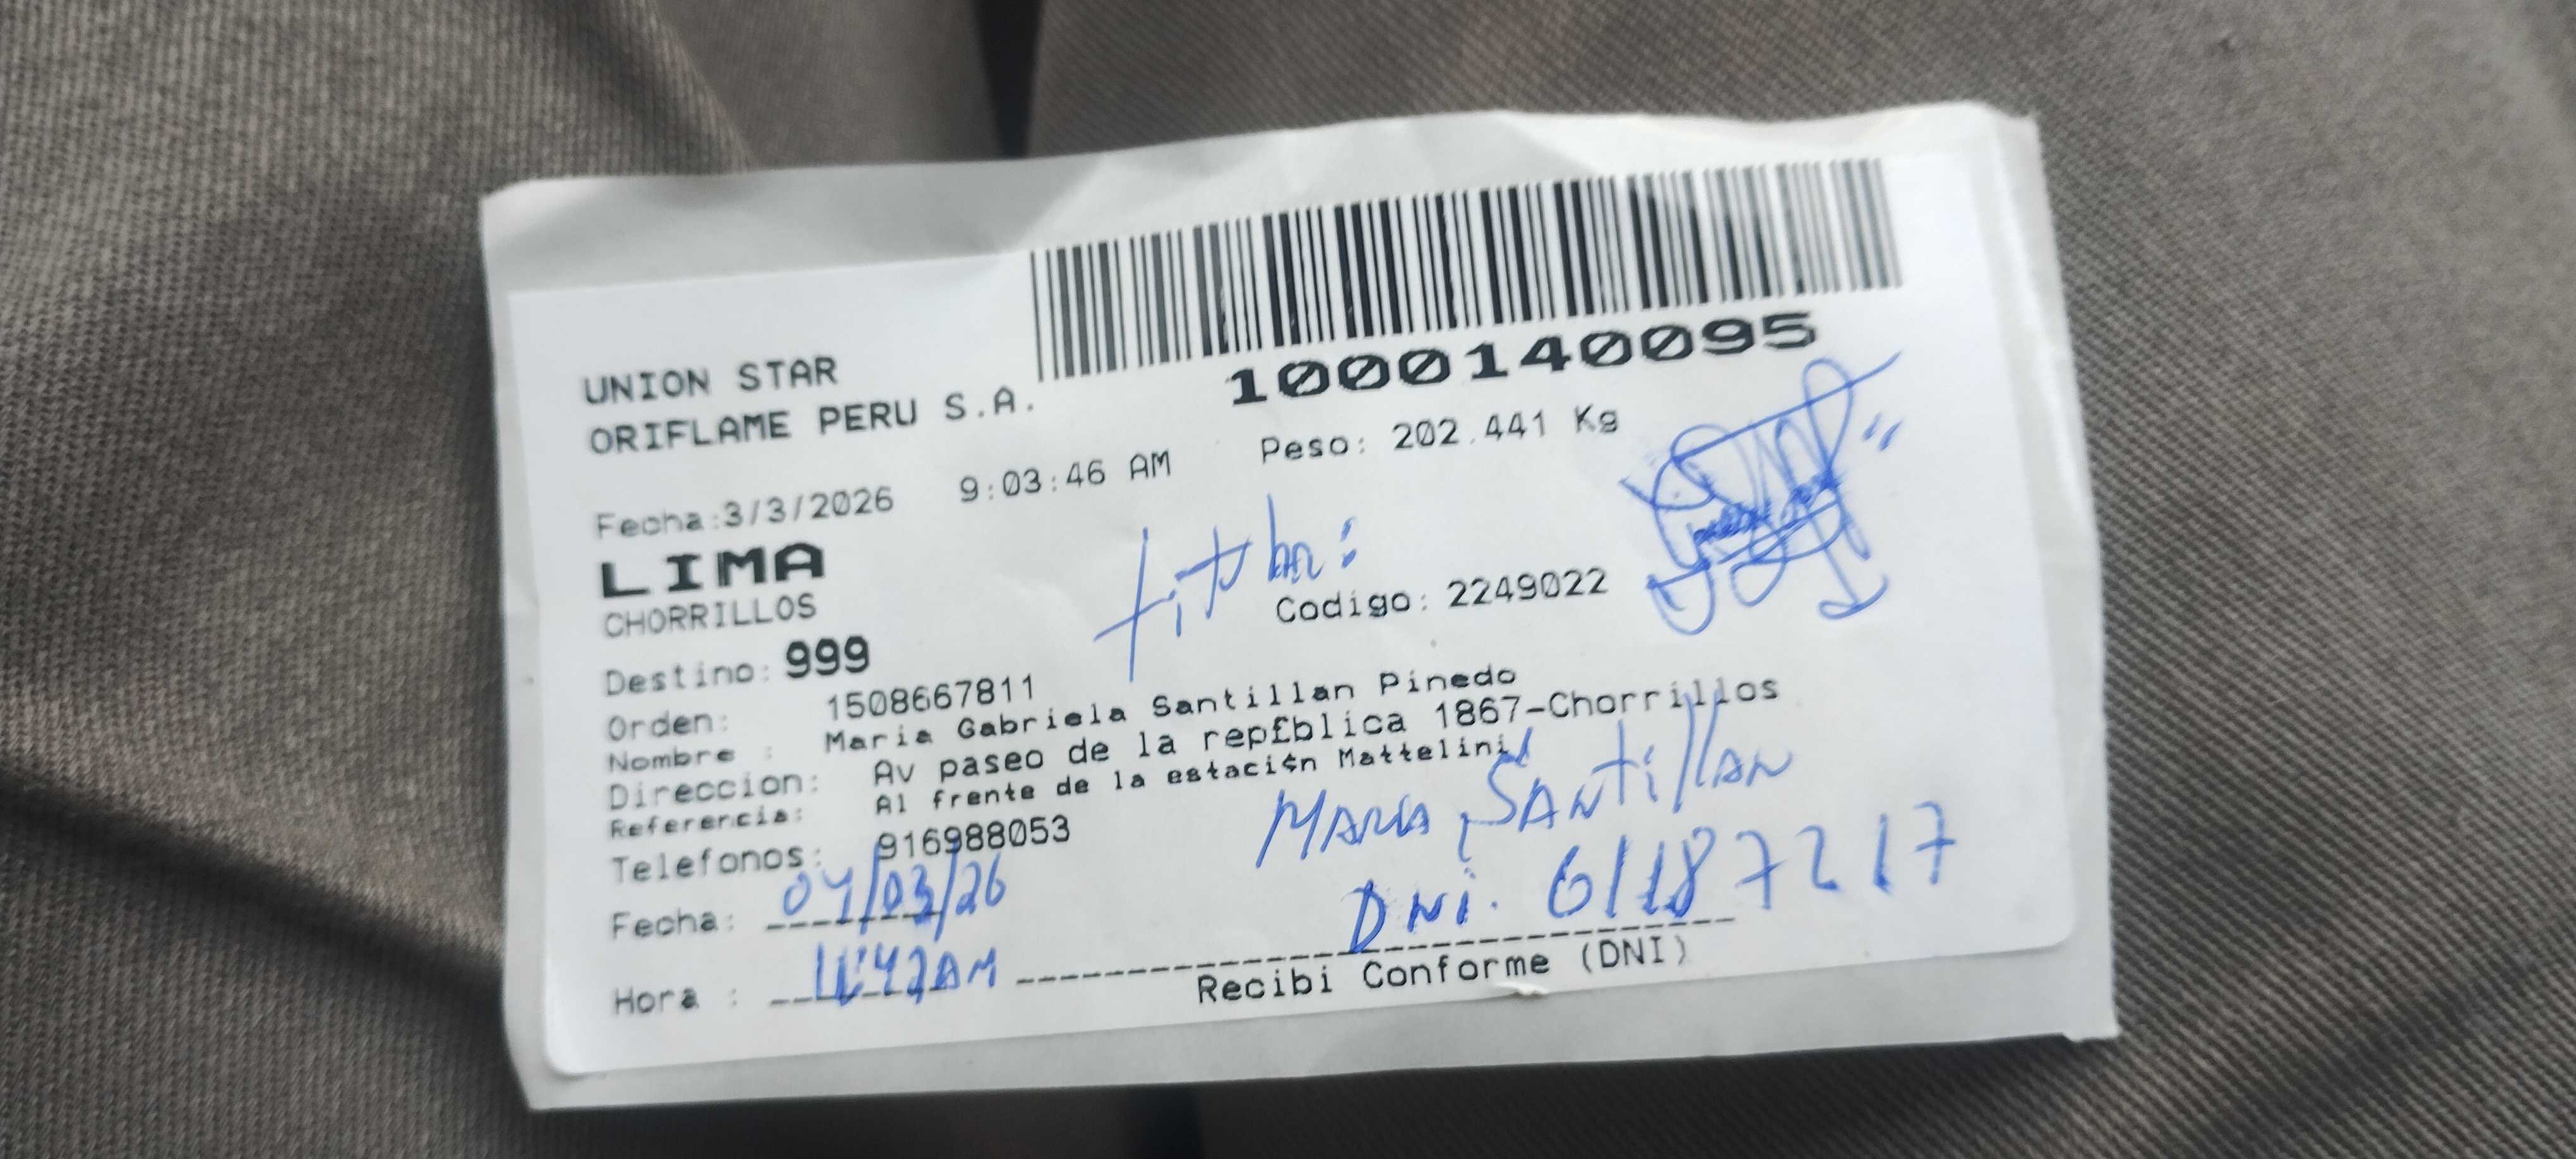 1000140095
UNION STAR
ORIFLAME PERU S.A.
Fecha:3/3/2026 9:03:46 AM Peso: 202.441 Kg
LIMA
titular:
CHORRILLOS Codigo: 2249022
Destino: 999
Orden: 1508667811
Nombre : Maria Gabriela Santillan Pinedo
Direccion: Av paseo de la rep£blica 1867-Chorrillos
Referencia: Al frente de la estaci¢n Mattelini
Telefonos: 916988053
MARIA SANTillAN
Fecha: 04/03/26
DNi. 61187217
Hora : AM
Recibi Conforme (DNI)